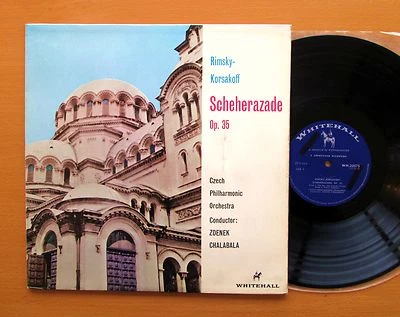 Rimsky-
Korsakoff
Scheherazade
Op. 35
Czech
Philharmonic
Orchestra
Conductor:
ZDENEK
CHALABALA
WHITEHALL
WHITEHALL